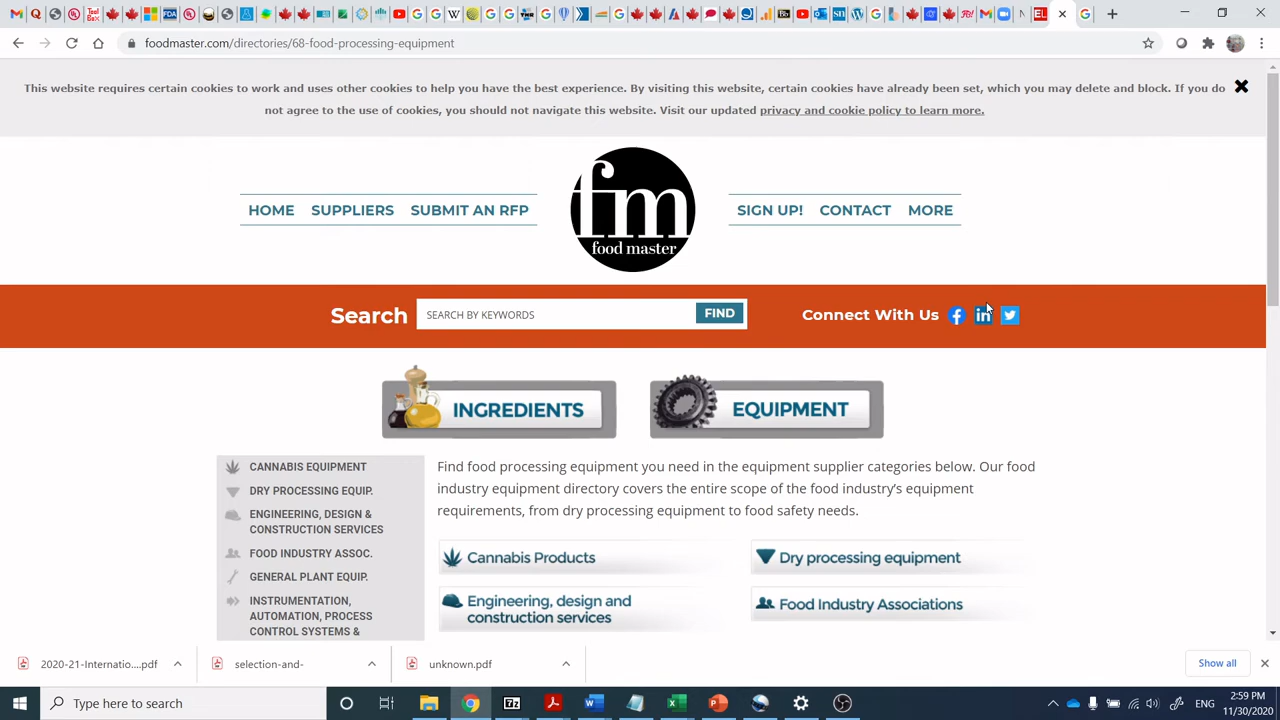 foodmaster.com/directories/68-food-processing-equipment
This website requires certain cookies to work and uses other cookies to help you have the best experience. By visiting this website, certain cookies have already been set, which you may delete and block. If you do
not agree to the use of cookies, you should not navigate this website. Visit our updated privacy and cookie policy to learn more.
HOME SUPPLIERS SUBMIT AN RFP
fm
food master
SIGN UP! CONTACT MORE
Search SEARCH BY KEYWORDS FIND Connect With Us
INGREDIENTS EQUIPMENT
CANNABIS EQUIPMENT
DRY PROCESSING EQUIP.
ENGINEERING, DESIGN &
CONSTRUCTION SERVICES
FOOD INDUSTRY ASSOC.
GENERAL PLANT EQUIP.
INSTRUMENTATION,
AUTOMATION, PROCESS
CONTROL SYSTEMS &
Find food processing equipment you need in the equipment supplier categories below. Our food
industry equipment directory covers the entire scope of the food industry's equipment
requirements, from dry processing equipment to food safety needs.
Cannabis Products Dry processing equipment
Engineering, design and
construction services
Food Industry Associations
2020-21-Internatio....pdf selection-and- unknown.pdf Show all
Type here to search
ENG 2:59 PM
11/30/2020